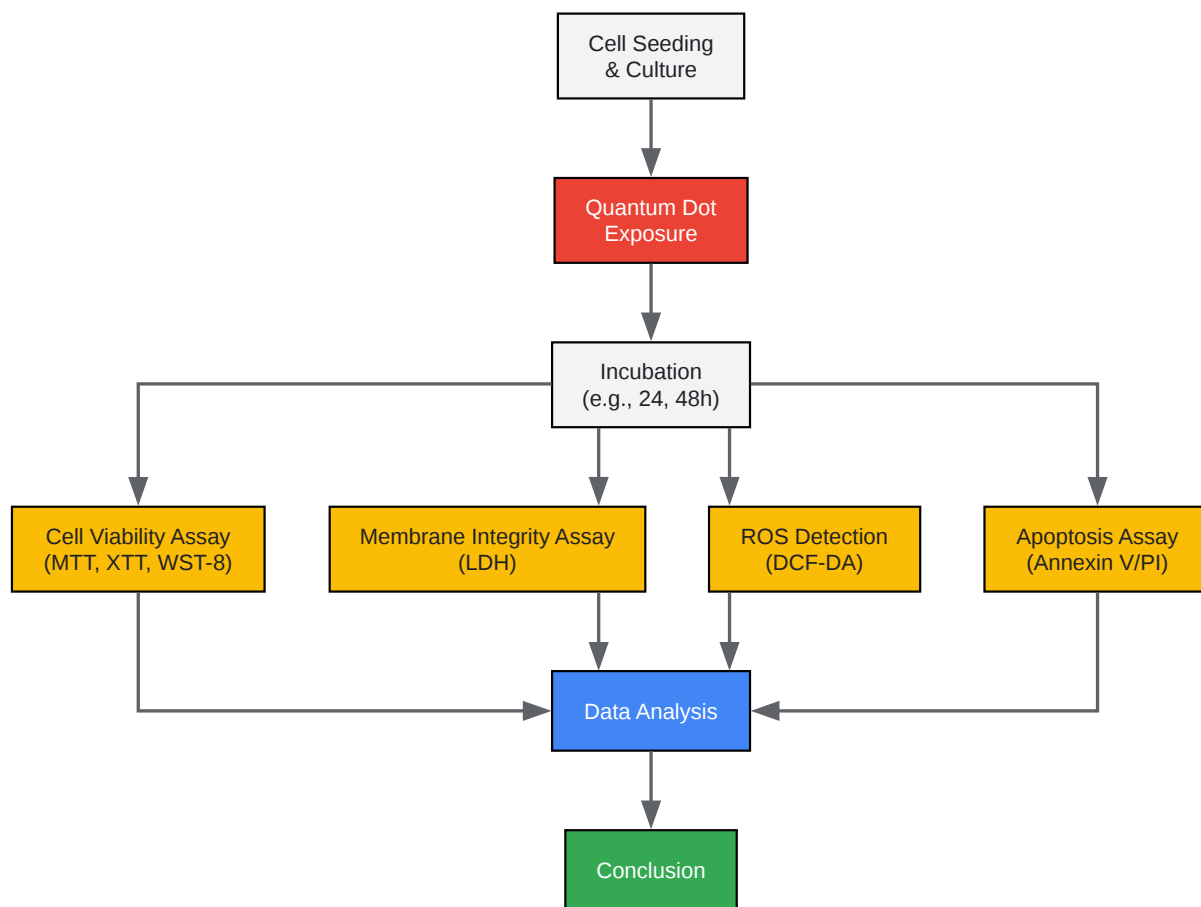 Cell Seeding
& Culture
Quantum Dot
Exposure
Incubation
(e.g., 24, 48h)
Cell Viability Assay
(MTT, XTT, WST-8)
Membrane Integrity Assay
(LDH)
ROS Detection
(DCF-DA)
Apoptosis Assay
(Annexin V/PI)
Data Analysis
Conclusion